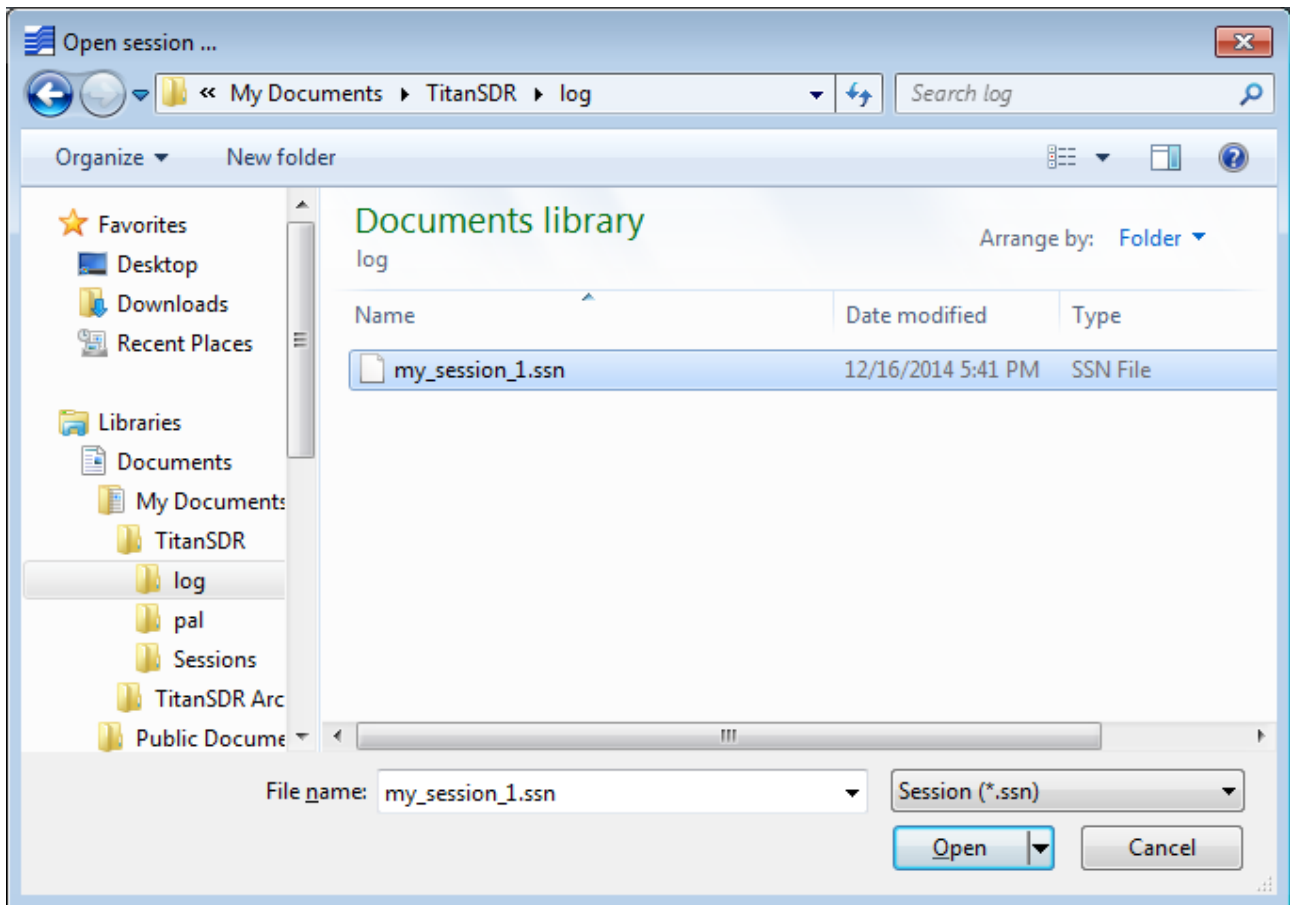 Open session ...
« My Documents ▸ TitanSDR ▸ log
Search log
Organize
New folder
Favorites
Desktop
Downloads
Recent Places
Libraries
Documents
My Documents
TitanSDR
log
pal
Sessions
TitanSDR Arc
Public Docume
Documents library
log
Arrange by: Folder
Name Date modified Type
my_session_1.ssn 12/16/2014 5:41 PM SSN File
File name: my_session_1.ssn
Session (*.ssn)
Open
Cancel